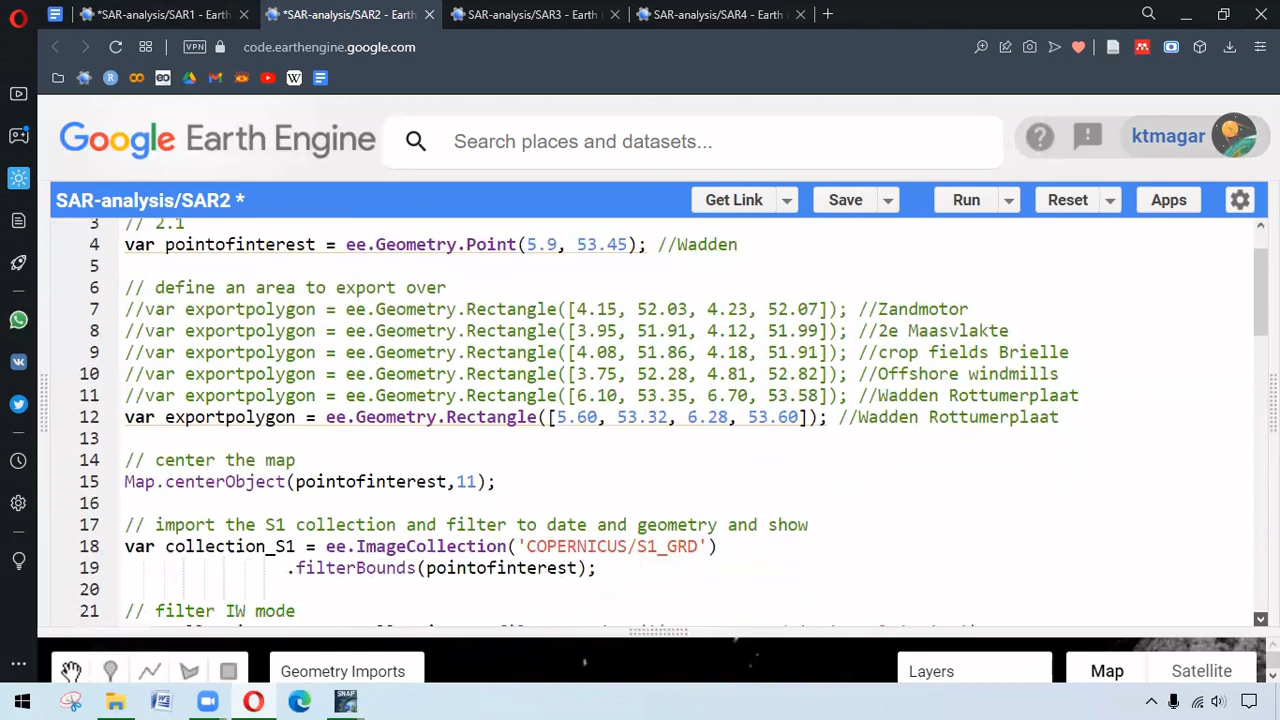 *SAR-analysis/SAR1 - Earth
*SAR-analysis/SAR2 - Earth
SAR-analysis/SAR3 - Earth
SAR-analysis/SAR4 - Earth
VPN
code.earthengine.google.com
Google Earth Engine
Search places and datasets...
ktmagar
SAR-analysis/SAR2 *
Get Link
Save
Run
Reset
Apps
3 // 2.1
4 var pointofinterest = ee.Geometry.Point(5.9, 53.45); //Wadden
5
6 // define an area to export over
7 //var exportpolygon = ee.Geometry.Rectangle([4.15, 52.03, 4.23, 52.07]); //Zandmotor
8 //var exportpolygon = ee.Geometry.Rectangle([3.95, 51.91, 4.12, 51.99]); //2e Maasvlakte
9 //var exportpolygon = ee.Geometry.Rectangle([4.08, 51.86, 4.18, 51.91]); //crop fields Brielle
10 //var exportpolygon = ee.Geometry.Rectangle([3.75, 52.28, 4.81, 52.82]); //Offshore windmills
11 //var exportpolygon = ee.Geometry.Rectangle([6.10, 53.35, 6.70, 53.58]); //Wadden Rottumerplaat
12 var exportpolygon = ee.Geometry.Rectangle([5.60, 53.32, 6.28, 53.60]); //Wadden Rottumerplaat
13
14 // center the map
15 Map.centerObject(pointofinterest,11);
16
17 // import the S1 collection and filter to date and geometry and show
18 var collection_S1 = ee.ImageCollection('COPERNICUS/S1_GRD')
19 .filterBounds(pointofinterest);
20
21 // filter IW mode
Geometry Imports
Layers
Map
Satellite